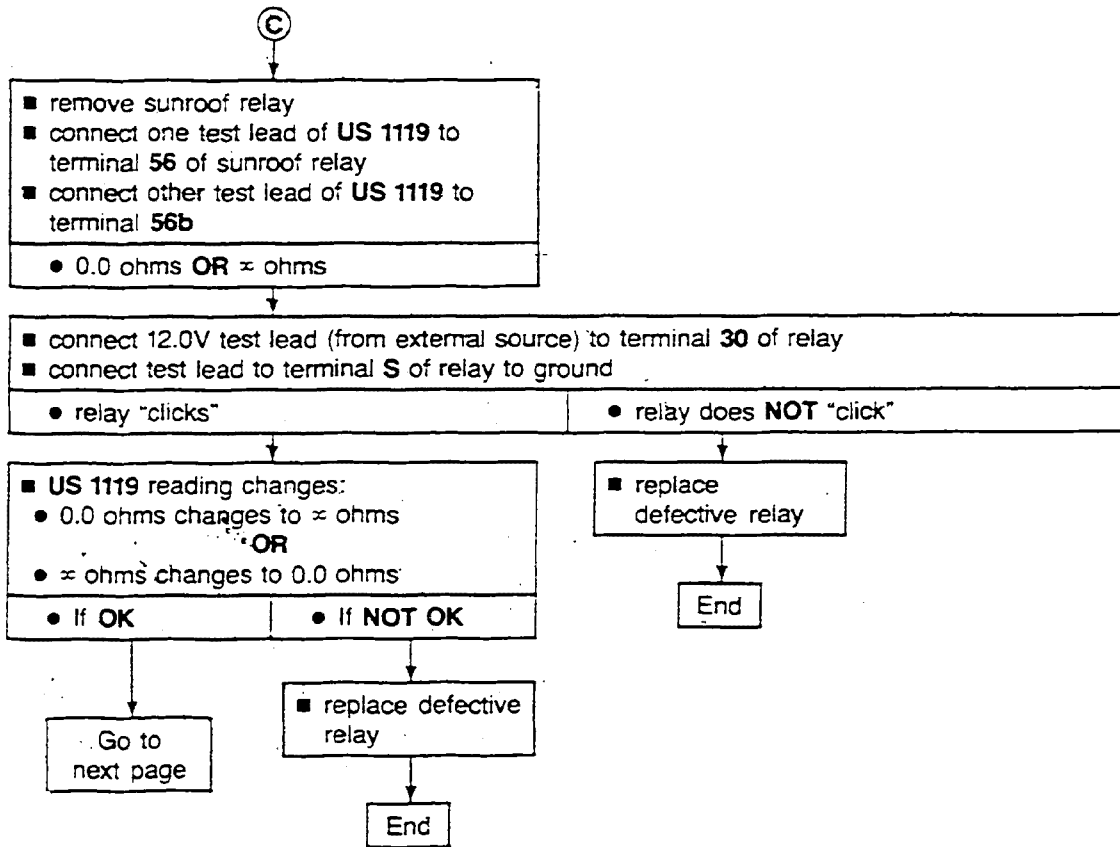 C
■ remove sunroof relay
■ connect one test lead of US 1119 to
terminal 56 of sunroof relay
■ connect other test lead of US 1119 to
terminal 56b
● 0.0 ohms OR ∞ ohms
■ connect 12.0V test lead (from external source) to terminal 30 of relay
■ connect test lead to terminal S of relay to ground
● relay "clicks"
● relay does NOT "click"
■ US 1119 reading changes:
● 0.0 ohms changes to ∞ ohms
OR
● ∞ ohms changes to 0.0 ohms
● If OK
● If NOT OK
■ replace
defective relay
End
Go to
next page
■ replace defective
relay
End